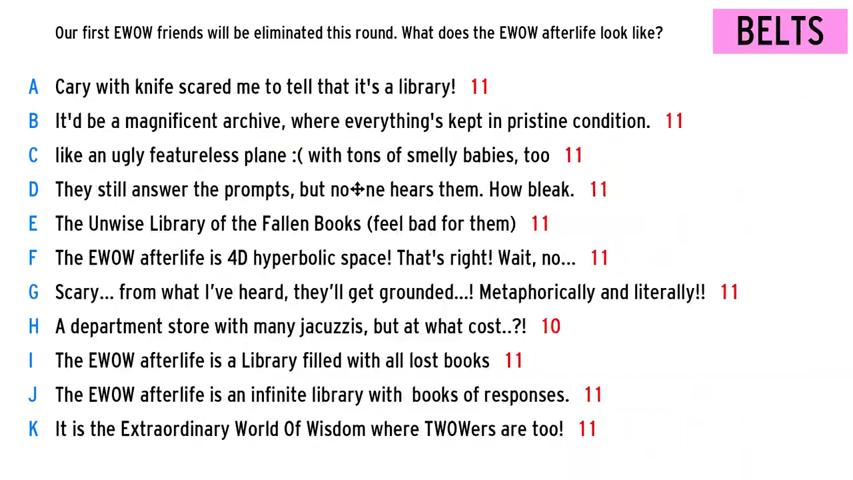 Our first EWOW friends will be eliminated this round. What does the EWOW afterlife look like?
BELTS
A Cary with knife scared me to tell that it's a library! 11
B It'd be a magnificent archive, where everything's kept in pristine condition. 11
C like an ugly featureless plane :( with tons of smelly babies, too 11
D They still answer the prompts, but no✣ne hears them. How bleak. 11
E The Unwise Library of the Fallen Books (feel bad for them) 11
F The EWOW afterlife is 4D hyperbolic space! That's right! Wait, no... 11
G Scary... from what I've heard, they'll get grounded...! Metaphorically and literally!! 11
H A department store with many jacuzzis, but at what cost..?! 10
I The EWOW afterlife is a Library filled with all lost books 11
J The EWOW afterlife is an infinite library with  books of responses. 11
K It is the Extraordinary World Of Wisdom where TWOWers are too! 11